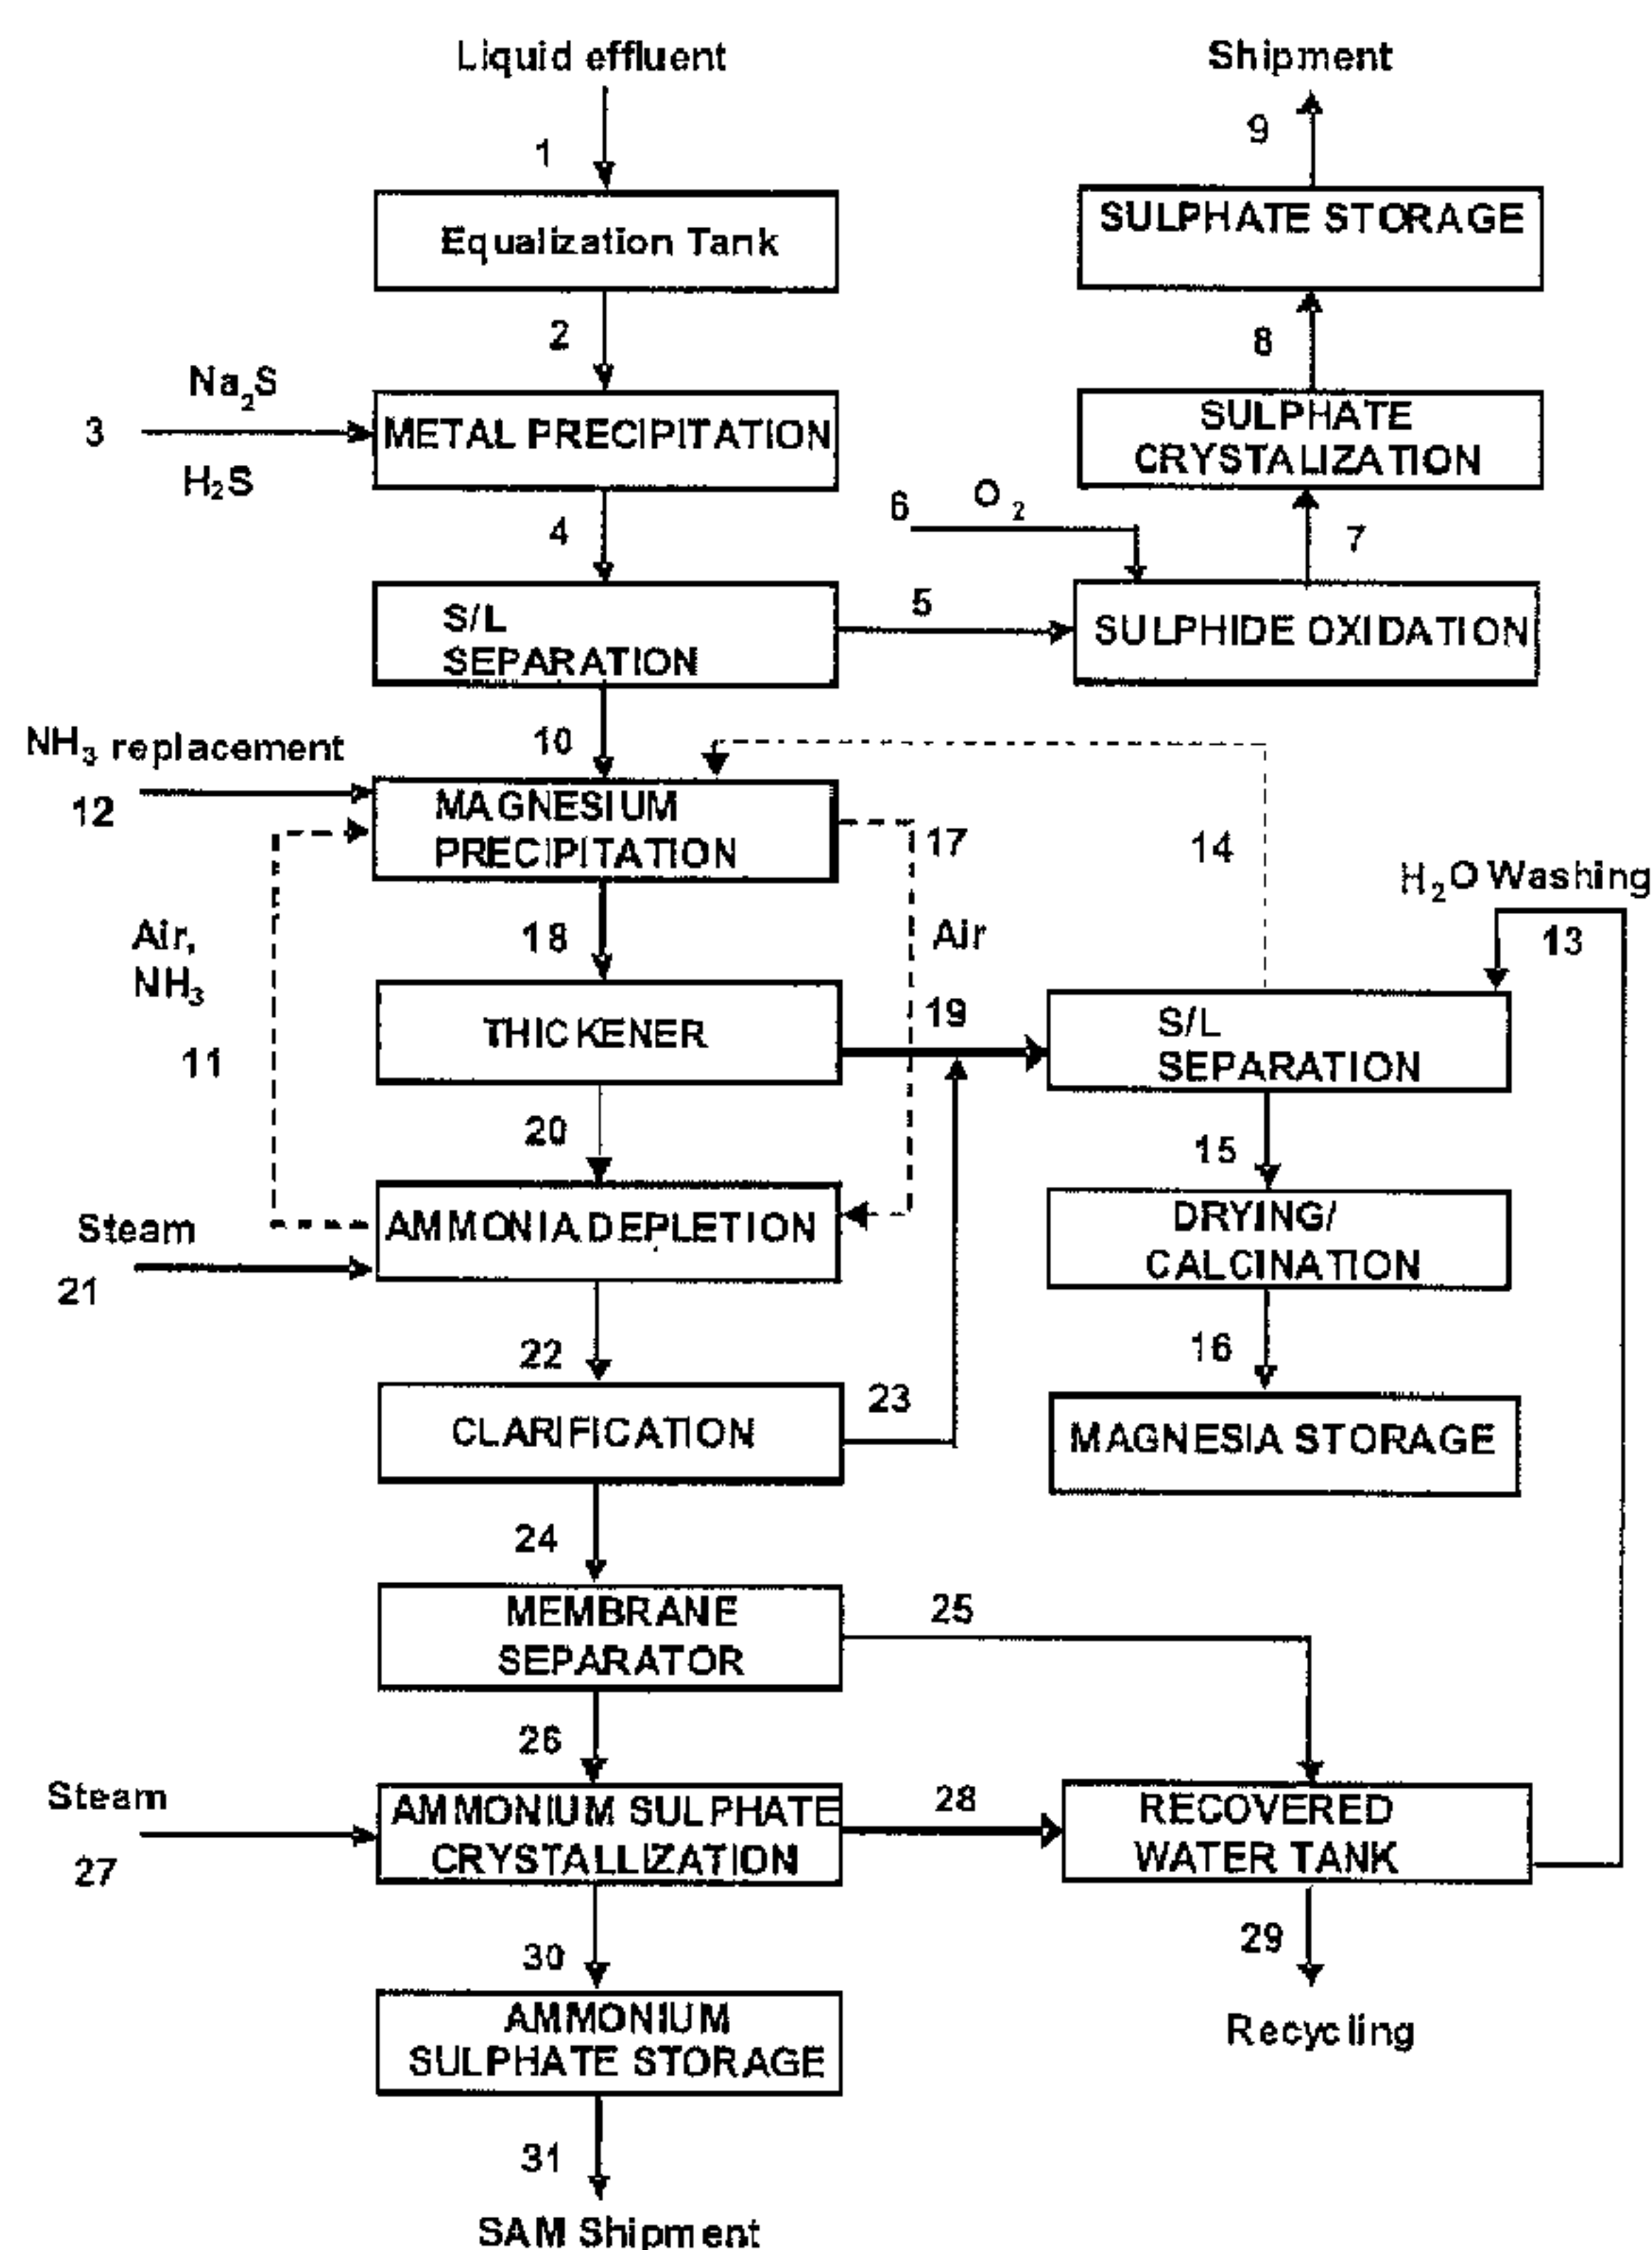 Liquid effluent
Shipment
1
9
Equalization Tank
SULPHATE STORAGE
2
8
Na2S
3
H2S
METAL PRECIPITATION
SULPHATE
CRYSTALIZATION
4
6
O2
7
S/L
SEPARATION
5
SULPHIDE OXIDATION
NH3 replacement
12
10
MAGNESIUM
PRECIPITATION
17
14
H2O Washing
13
Air,
NH3
11
18
Air
THICKENER
19
S/L
SEPARATION
20
15
Steam
21
AMMONIA DEPLETION
DRYING/
CALCINATION
22
16
CLARIFICATION
23
MAGNESIA STORAGE
24
MEMBRANE
SEPARATOR
25
26
Steam
27
AMMONIUM SULPHATE
CRYSTALLIZATION
28
RECOVERED
WATER TANK
30
29
AMMONIUM
SULPHATE STORAGE
Recycling
31
SAM Shipment